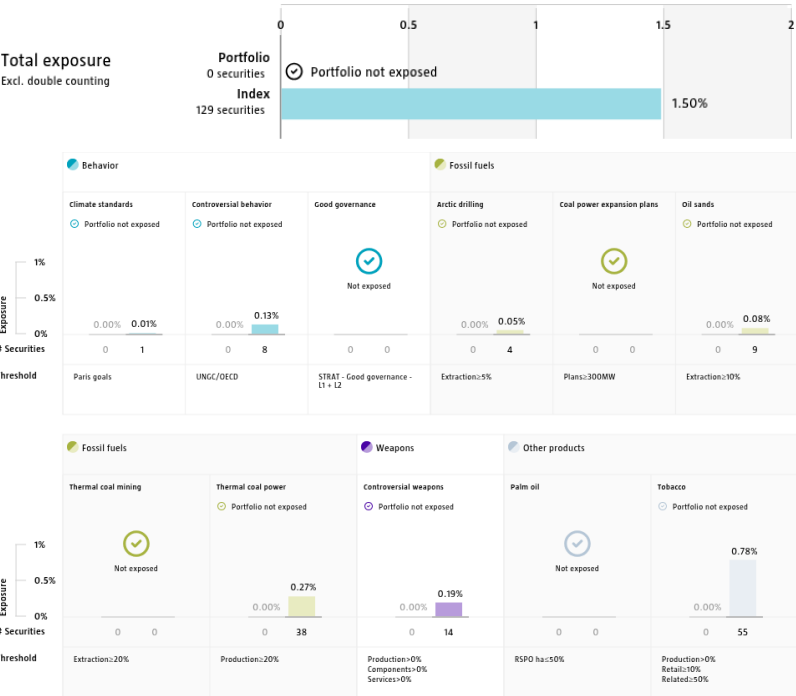 0 0.5 1 1.5 2
Total exposure
Excl. double counting
Portfolio
0 securities
Portfolio not exposed
Index
129 securities
1.50%
Behavior Fossil fuels
Climate standards Controversial behavior Good governance Arctic drilling Coal power expansion plans Oil sands
Portfolio not exposed Portfolio not exposed Portfolio not exposed Portfolio not exposed
Not exposed Not exposed
Exposure
1%
0.5%
0%
0.00% 0.01% 0.00% 0.13% 0.00% 0.05% 0.00% 0.08%
Securities 0 1 0 8 0 0 0 4 0 0 0 9
hreshold Paris goals UNGC/OECD STRAT - Good governance - Extraction≥5% Plans≥300MW Extraction≥10%
L1 + L2
Fossil fuels Weapons Other products
Thermal coal mining Thermal coal power Controversial weapons Palm oil Tobacco
Portfolio not exposed Portfolio not exposed Portfolio not exposed
Not exposed Not exposed
Exposure
1%
0.5%
0%
0.00% 0.27% 0.00% 0.19% 0.00% 0.78%
Securities 0 0 0 38 0 14 0 0 0 55
hreshold Extraction≥20% Production≥20% Production>0% RSPO ha≤50% Production>0%
Components>0% Retail≥10%
Services>0% Related≥50%